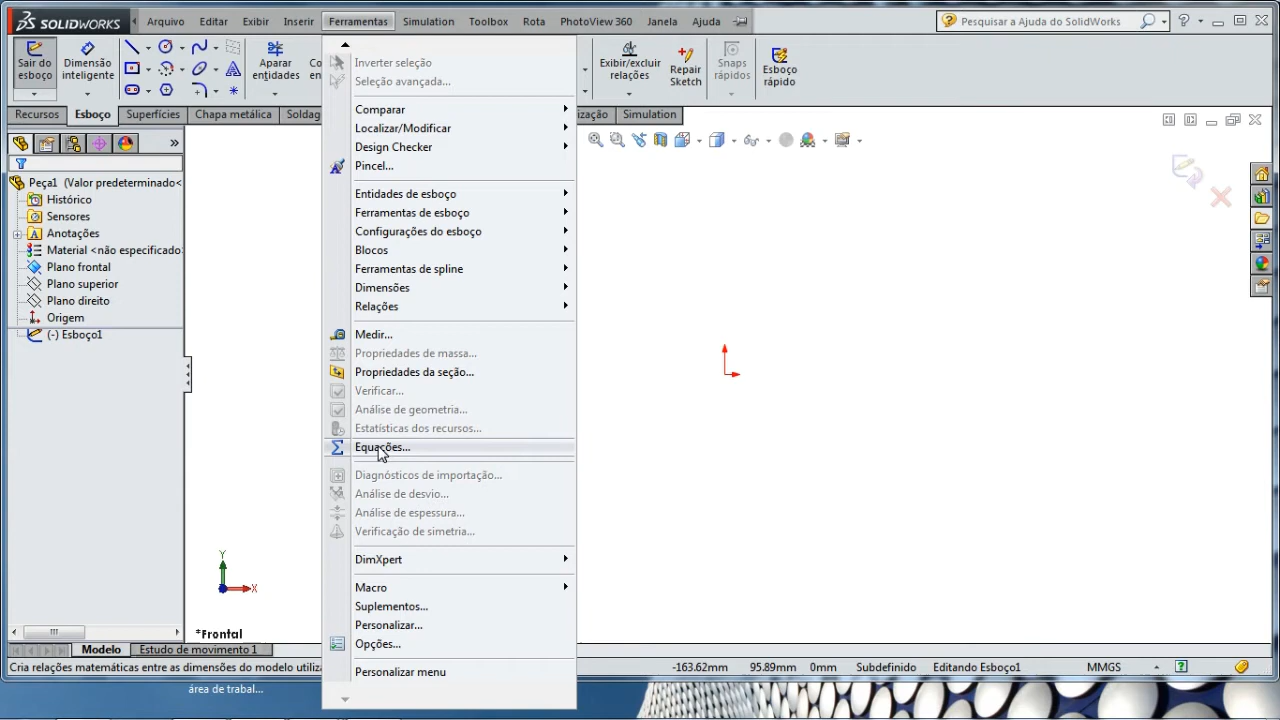 SOLIDWORKS Arquivo Editar Exibir Inserir Ferramentas Simulation Toolbox Rota PhotoView 360 Janela Ajuda Pesquisar a Ajuda do SolidWorks
Sair do esboço
Dimensão inteligente
Aparar entidades
Co
en
Exibir/excluir relações
Repair Sketch
Snaps rápidos
Esboço rápido
Recursos Esboço Superfícies Chapa metálica Soldag
ização Simulation
Peça1 (Valor predeterminado<
Histórico
Sensores
Anotações
Material <não especificado>
Plano frontal
Plano superior
Plano direito
Origem
(-) Esboço1
Inverter seleção
Seleção avançada...
Comparar
Localizar/Modificar
Design Checker
Pincel...
Entidades de esboço
Ferramentas de esboço
Configurações do esboço
Blocos
Ferramentas de spline
Dimensões
Relações
Medir...
Propriedades de massa...
Propriedades da seção...
Verificar...
Análise de geometria...
Estatísticas dos recursos...
Equações...
Diagnósticos de importação...
Análise de desvio...
Análise de espessura...
Verificação de simetria...
DimXpert
Macro
Suplementos...
Personalizar...
Opções...
Personalizar menu
Y
X
*Frontal
Modelo Estudo de movimento 1
Cria relações matemáticas entre as dimensões do modelo utiliza
-163.62mm 95.89mm 0mm Subdefinido Editando Esboço1 MMGS
área de trabal...